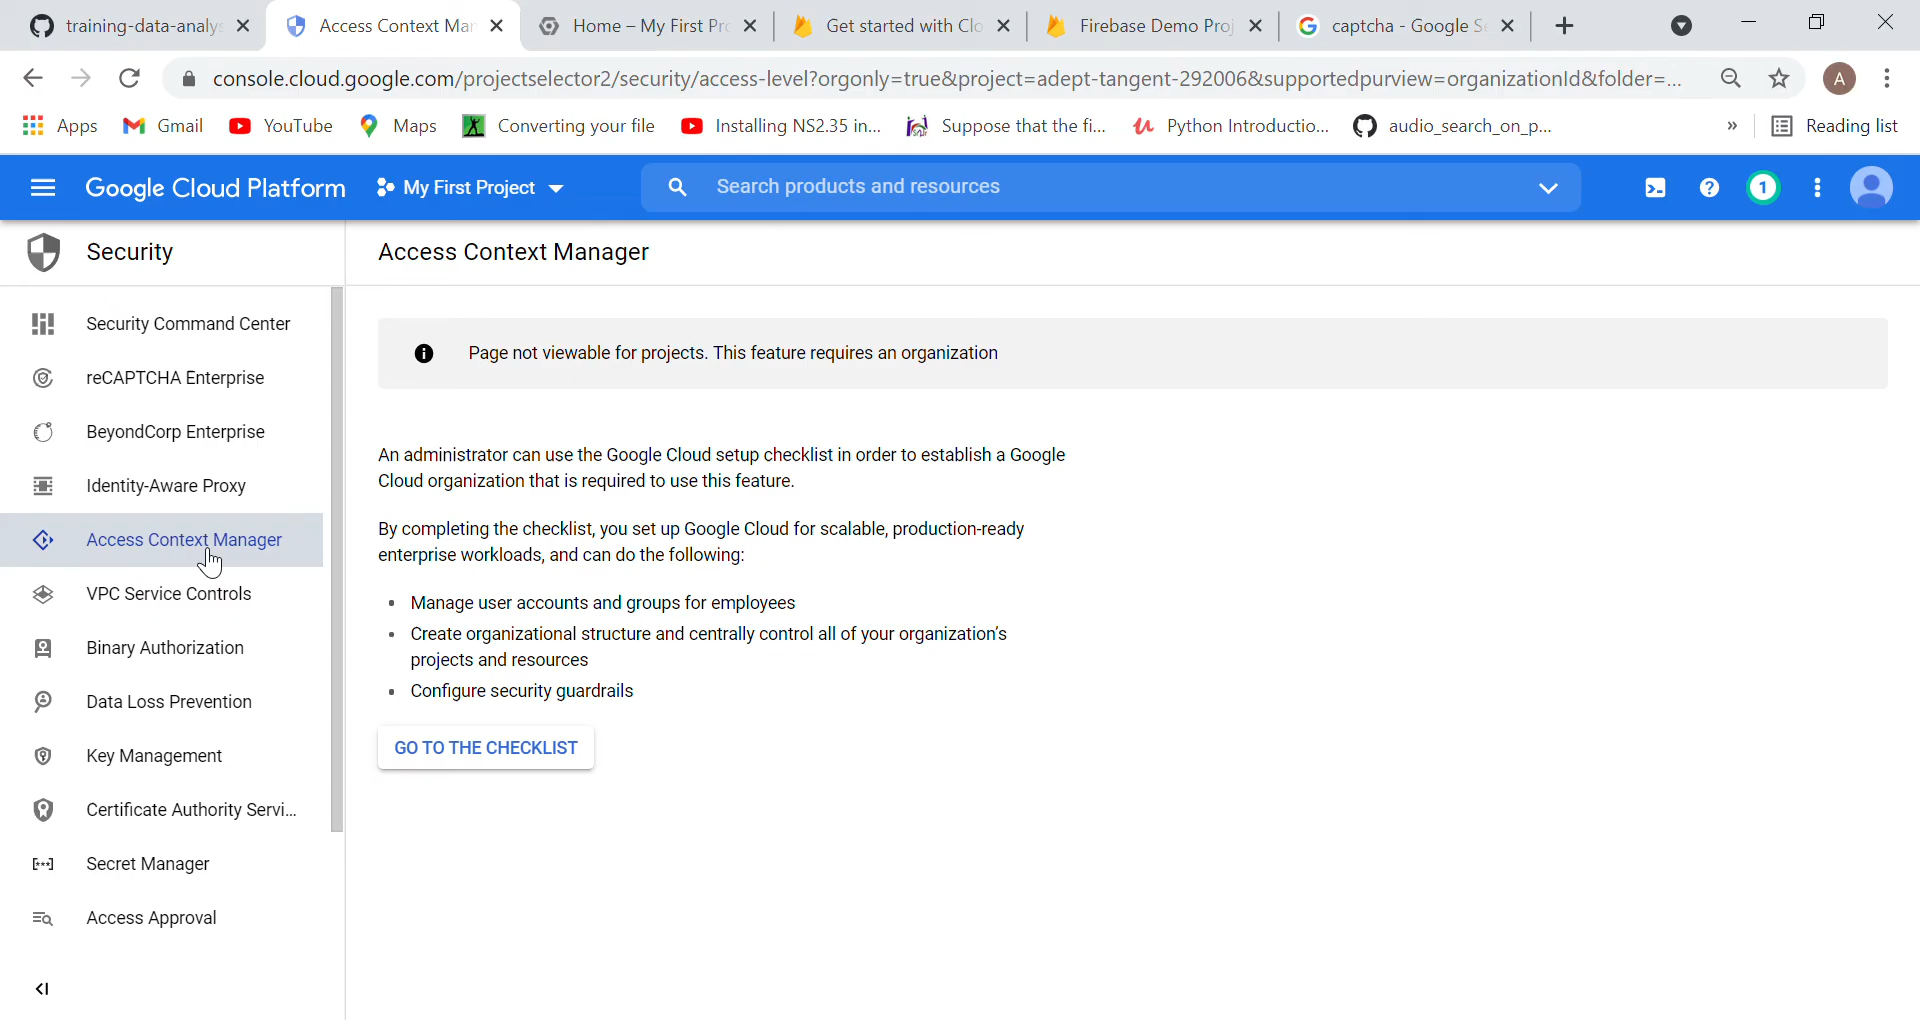 training-data-analys
Access Context Man
Home – My First Pro
Get started with Clo
Firebase Demo Proj
captcha - Google Se
console.cloud.google.com/projectselector2/security/access-level?orgonly=true&project=adept-tangent-292006&supportedpurview=organizationId&folder=...
A
Apps
Gmail
YouTube
Maps
Converting your file
Installing NS2.35 in...
Suppose that the fi...
Python Introductio...
audio_search_on_p...
»
Reading list
Google Cloud Platform
My First Project
Search products and resources
1
Security
Access Context Manager
Security Command Center
reCAPTCHA Enterprise
BeyondCorp Enterprise
Identity-Aware Proxy
Access Context Manager
VPC Service Controls
Binary Authorization
Data Loss Prevention
Key Management
Certificate Authority Servi...
Secret Manager
Access Approval
Page not viewable for projects. This feature requires an organization
An administrator can use the Google Cloud setup checklist in order to establish a Google
Cloud organization that is required to use this feature.
By completing the checklist, you set up Google Cloud for scalable, production-ready
enterprise workloads, and can do the following:
• Manage user accounts and groups for employees
• Create organizational structure and centrally control all of your organization's
projects and resources
• Configure security guardrails
GO TO THE CHECKLIST